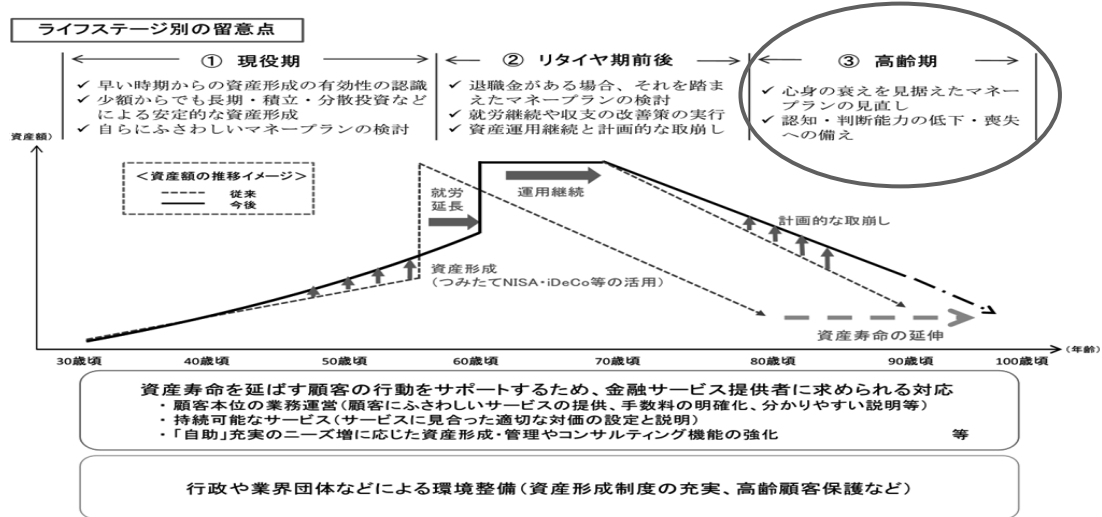 ライフステージ別の留意点
① 現役期
✓ 早い時期からの資産形成の有効性の認識
✓ 少額からでも長期・積立・分散投資など
による安定的な資産形成
✓ 自らにふさわしいマネープランの検討
② リタイヤ期前後
✓ 退職金がある場合、それを踏ま
えたマネープランの検討
✓ 就労継続や収支の改善策の実行
✓ 資産運用継続と計画的な取崩し
③ 高齢期
✓ 心身の衰えを見据えたマネー
プランの見直し
✓ 認知・判断能力の低下・喪失
への備え
資産額)
<資産額の推移イメージ>
従来
今後
就労
延長
運用継続
計画的な取崩し
資産形成
(つみたてNISA・iDeCo等の活用)
資産寿命の延伸
30歳頃 40歳頃 50歳頃 60歳頃 70歳頃 80歳頃 90歳頃 100歳頃 (年齢)
資産寿命を延ばす顧客の行動をサポートするため、金融サービス提供者に求められる対応
・顧客本位の業務運営(顧客にふさわしいサービスの提供、手数料の明確化、分かりやすい説明等)
・持続可能なサービス(サービスに見合った適切な対価の設定と説明)
・「自助」充実のニーズ増に応じた資産形成・管理やコンサルティング機能の強化 等
行政や業界団体などによる環境整備(資産形成制度の充実、高齢顧客保護など)